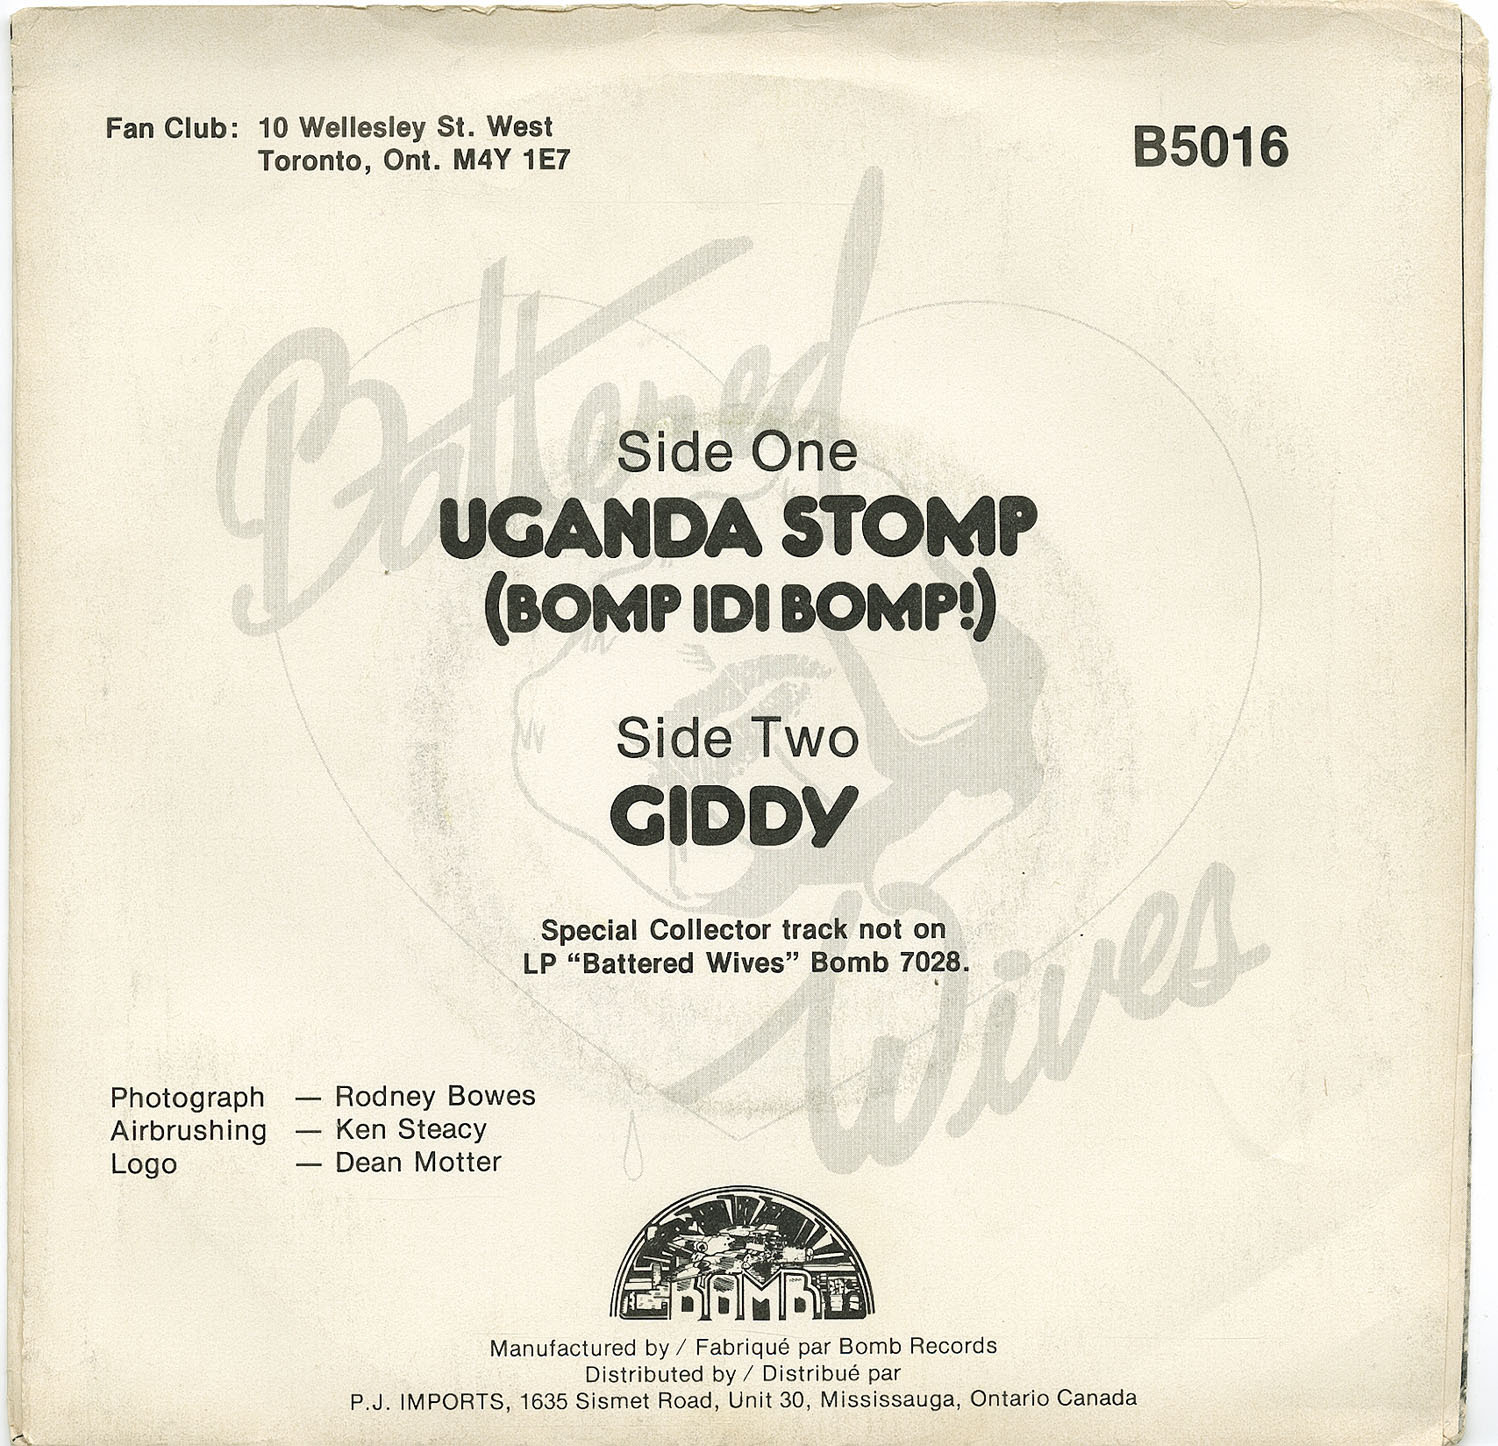 Fan Club: 10 Wellesley St. West
Toronto, Ont. M4Y 1E7
B5016
Battered
Side One
UGANDA STOMP
(BOMP IDI BOMP!)
Side Two
GIDDY
Wives
Special Collector track not on
LP “Battered Wives” Bomb 7028.
Photograph — Rodney Bowes
Airbrushing — Ken Steacy
Logo — Dean Motter
BOMB
Manufactured by / Fabriqué par Bomb Records
Distributed by / Distribué par
P.J. IMPORTS, 1635 Sismet Road, Unit 30, Mississauga, Ontario Canada